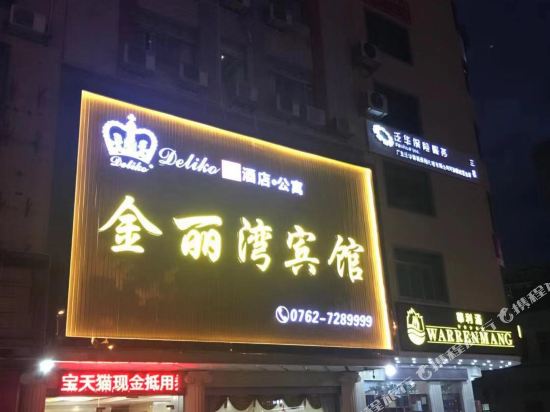 Deliko
Deliko 酒店·公寓
金丽湾宾馆
0762-7289999
宝天猫现金抵用
泛华保险服务
WARRENMANG
携程旅行